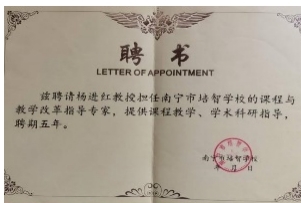 聘书
LETTER OF APPOINTMENT
兹聘请杨进红教授担任南宁市培智学校的课程与
教学改革指导专家，提供课程教学、学术科研指导，
聘期五年。
南宁市培智学校
年 月 日